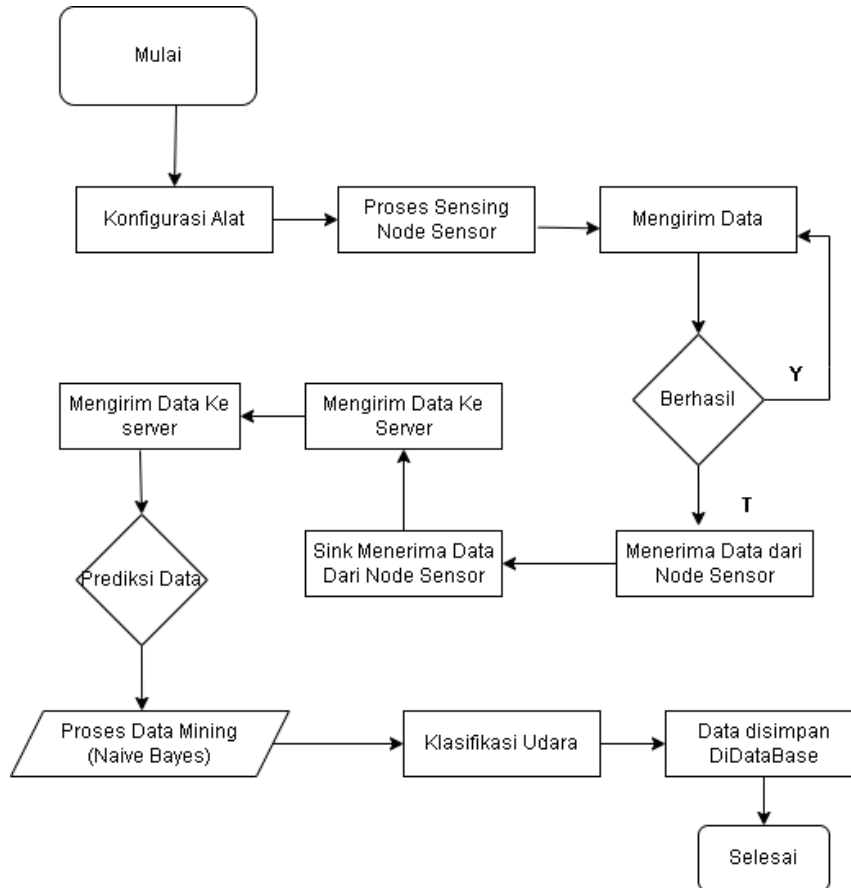 Mulai
Konfigurasi Alat
Proses Sensing
Node Sensor
Mengirim Data
Berhasil
Y
T
Menerima Data dari
Node Sensor
Sink Menerima Data
Dari Node Sensor
Mengirim Data Ke
Server
Mengirim Data Ke
server
Prediksi Data
Proses Data Mining
(Naive Bayes)
Klasifikasi Udara
Data disimpan
DiDataBase
Selesai